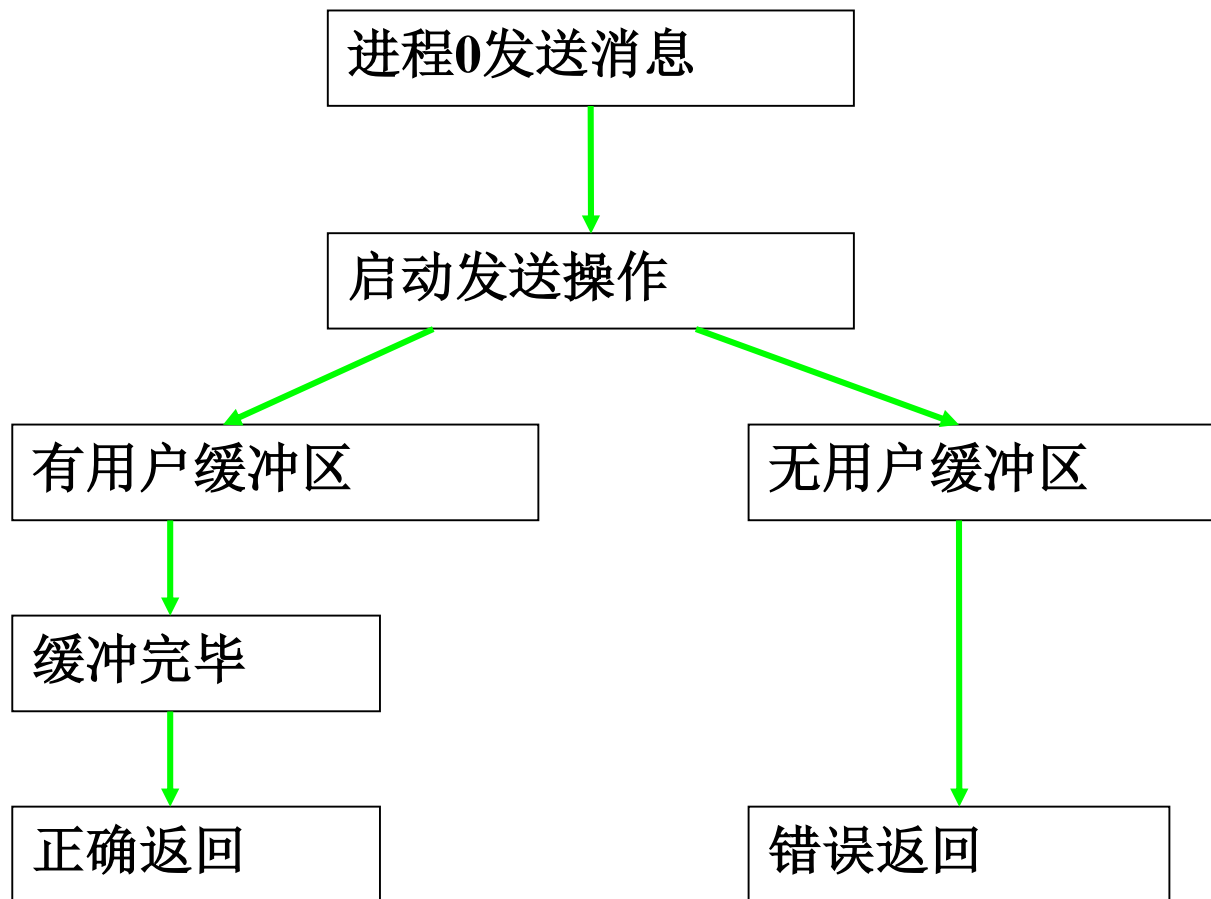 进程0发送消息
启动发送操作
有用户缓冲区
无用户缓冲区
缓冲完毕
正确返回
错误返回